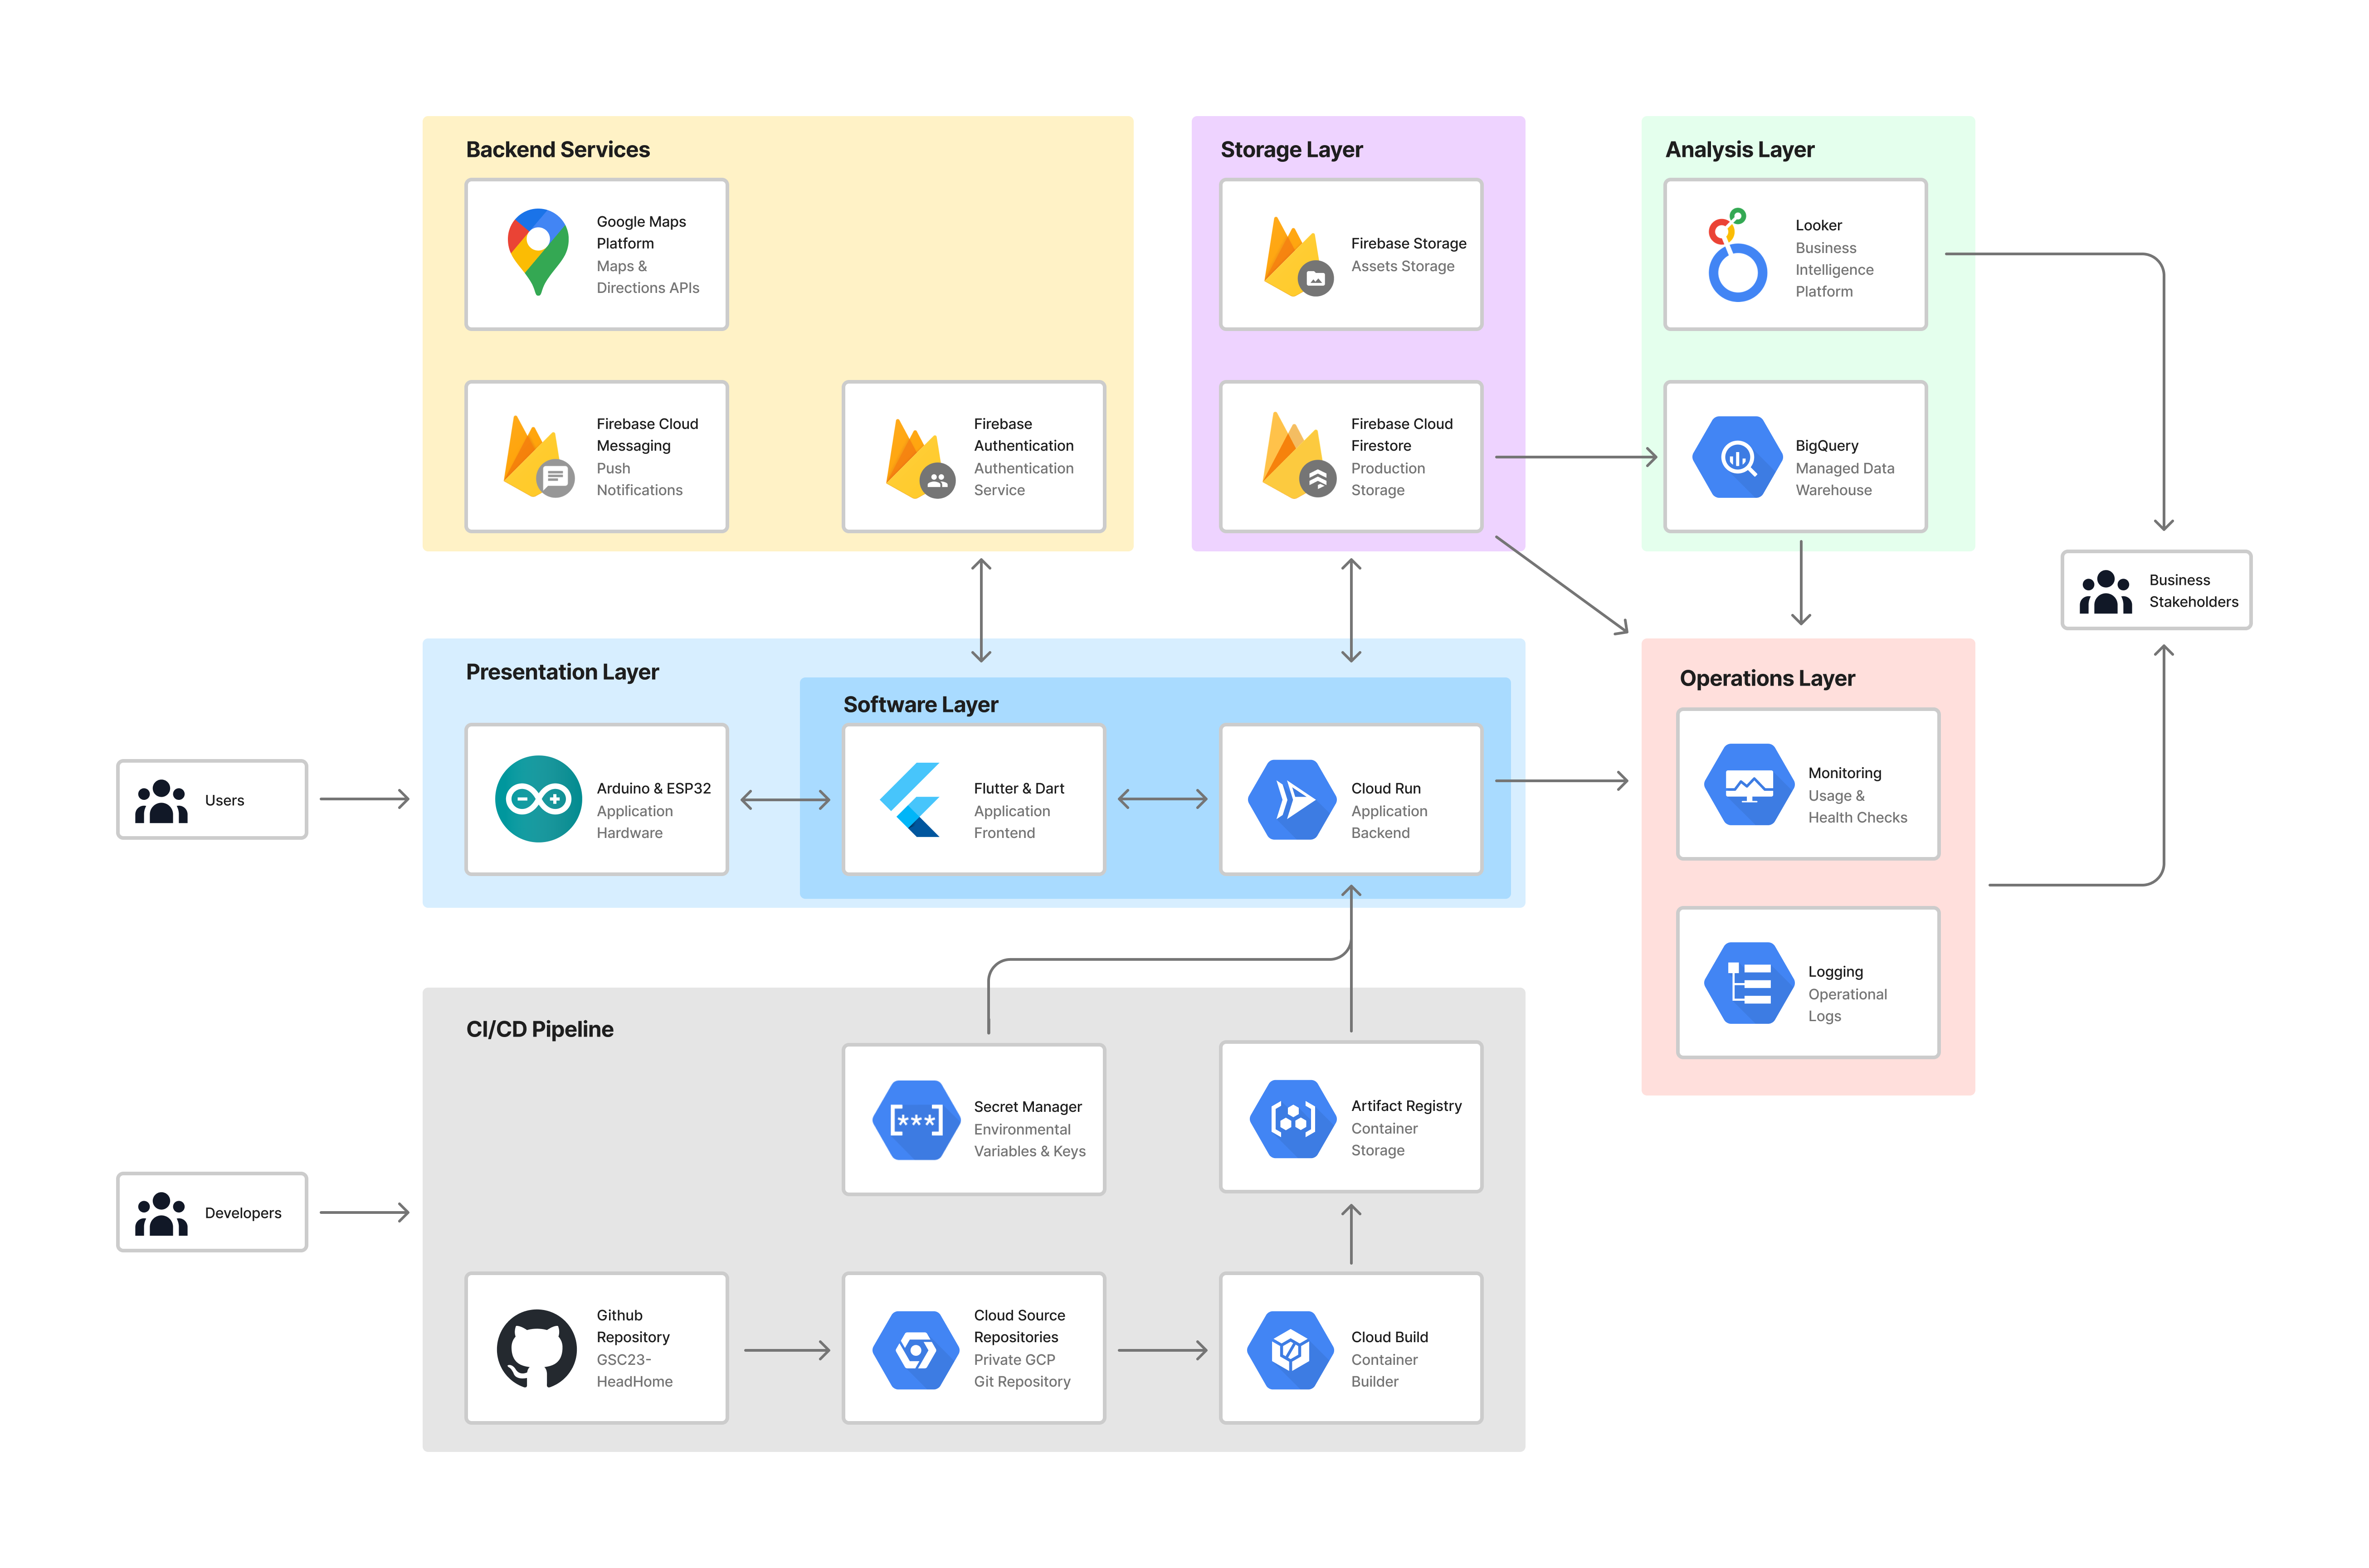 Backend Services
Google Maps
Platform
Maps &
Directions APIs
Firebase Cloud
Messaging
Push
Notifications
Firebase
Authentication
Authentication
Service
Storage Layer
Firebase Storage
Assets Storage
Firebase Cloud
Firestore
Production
Storage
Analysis Layer
Looker
Business
Intelligence
Platform
BigQuery
Managed Data
Warehouse
Business
Stakeholders
Users
Presentation Layer
Arduino & ESP32
Application
Hardware
Software Layer
Flutter & Dart
Application
Frontend
Cloud Run
Application
Backend
Operations Layer
Monitoring
Usage &
Health Checks
Logging
Operational
Logs
Developers
CI/CD Pipeline
[***]
Secret Manager
Environmental
Variables & Keys
Artifact Registry
Container
Storage
Github
Repository
GSC23-
HeadHome
Cloud Source
Repositories
Private GCP
Git Repository
Cloud Build
Container
Builder